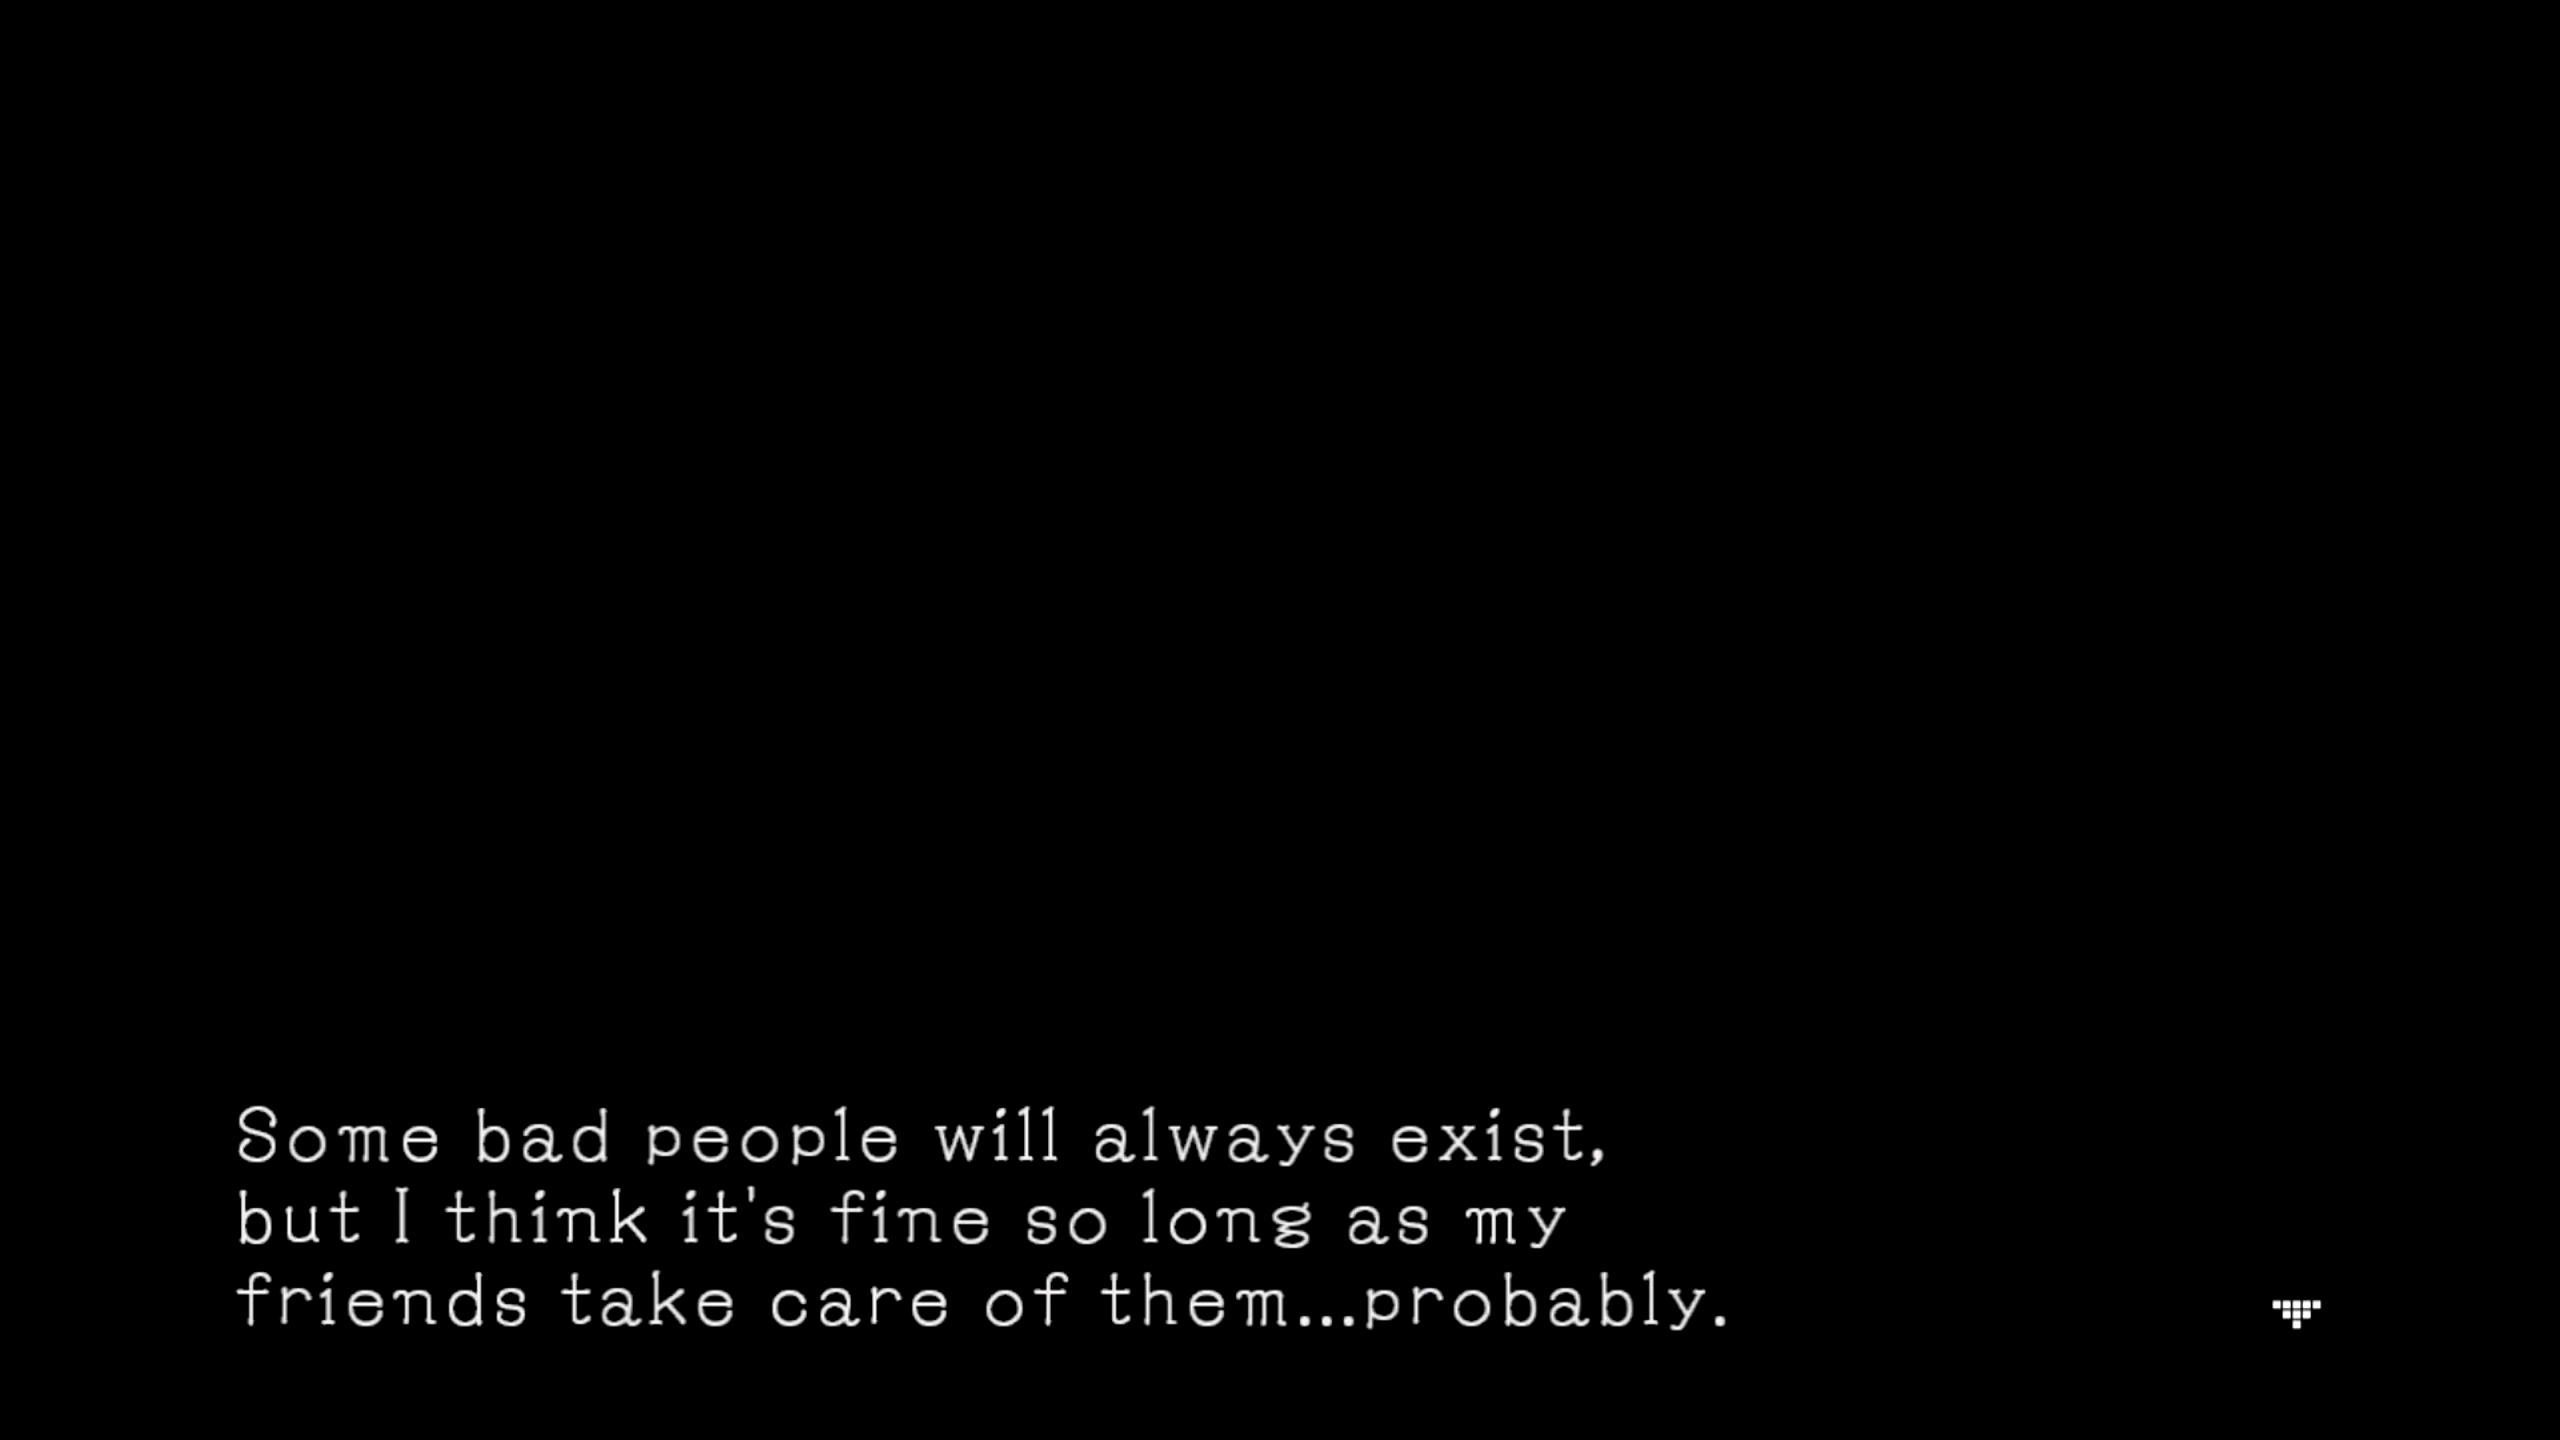 Some bad people will always exist,
but I think it's fine so long as my
friends take care of them...probably.